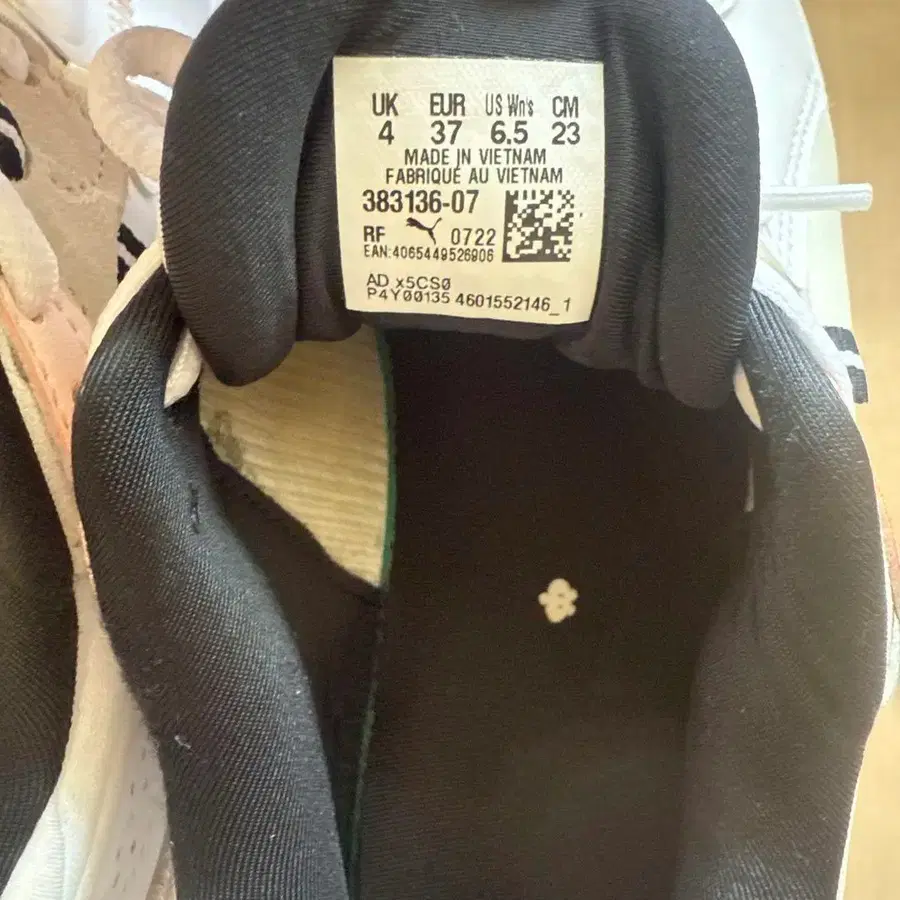 UK EUR US Wn's CM
4 37 6.5 23
MADE IN VIETNAM
FABRIQUÉ AU VIETNAM
383136-07
RF 0722
EAN:4065449526906
AD x5CS0
P4Y00135 4601552146_1